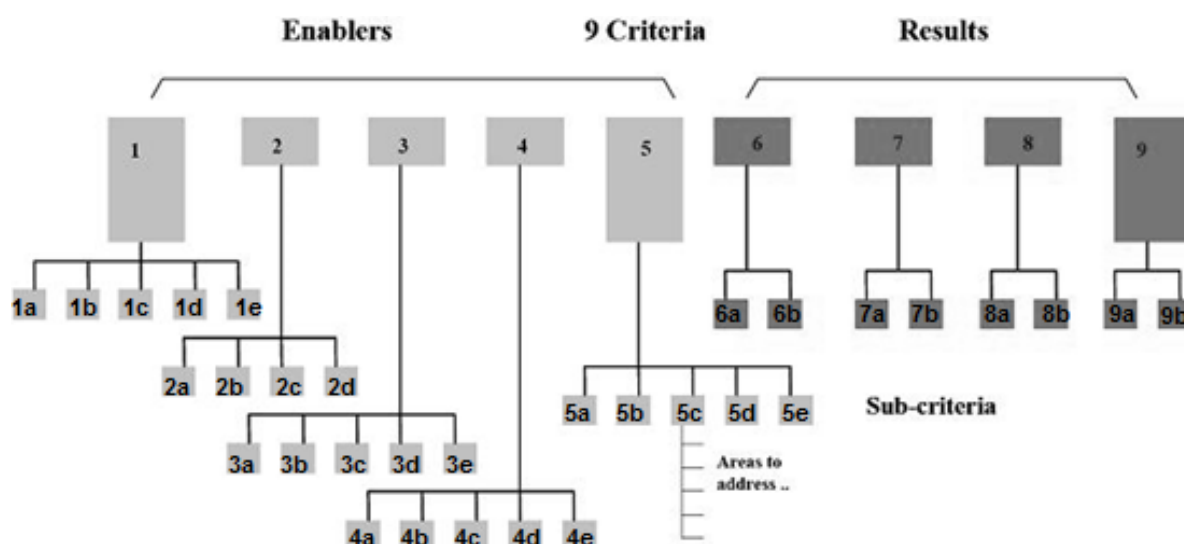 Enablers 9 Criteria Results
1 2 3 4 5 6 7 8 9
1a 1b 1c 1d 1e 6a 6b 7a 7b 8a 8b 9a 9b
2a 2b 2c 2d
5a 5b 5c 5d 5e Sub-criteria
3a 3b 3c 3d 3e
Areas to
address ..
4a 4b 4c 4d 4e